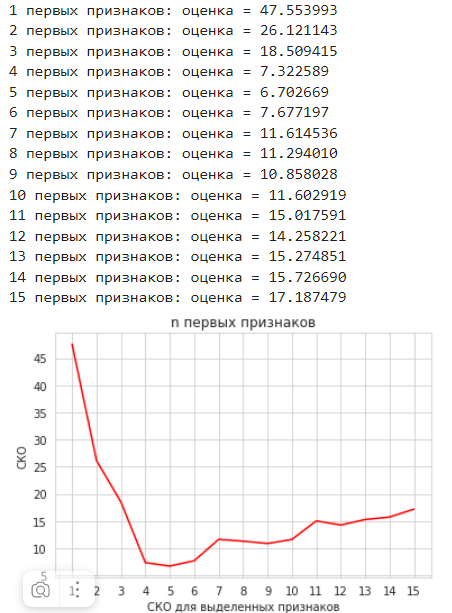 1 первых признаков: оценка = 47.553993
2 первых признаков: оценка = 26.121143
3 первых признаков: оценка = 18.509415
4 первых признаков: оценка = 7.322589
5 первых признаков: оценка = 6.702669
6 первых признаков: оценка = 7.677197
7 первых признаков: оценка = 11.614536
8 первых признаков: оценка = 11.294010
9 первых признаков: оценка = 10.858028
10 первых признаков: оценка = 11.602919
11 первых признаков: оценка = 15.017591
12 первых признаков: оценка = 14.258221
13 первых признаков: оценка = 15.274851
14 первых признаков: оценка = 15.726690
15 первых признаков: оценка = 17.187479
n первых признаков
45
40
35
30
25
20
15
10
5
СКО
1 2 3 4 5 6 7 8 9 10 11 12 13 14 15
СКО для выделенных признаков